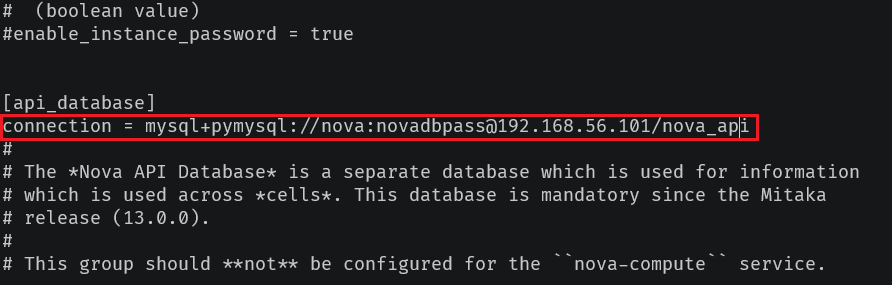 #  (boolean value)
#enable_instance_password = true
[api_database]
connection = mysql+pymysql://nova:novadbpass@192.168.56.101/nova_api
#
# The *Nova API Database* is a separate database which is used for information
# which is used across *cells*. This database is mandatory since the Mitaka
# release (13.0.0).
#
# This group should **not** be configured for the ``nova-compute`` service.